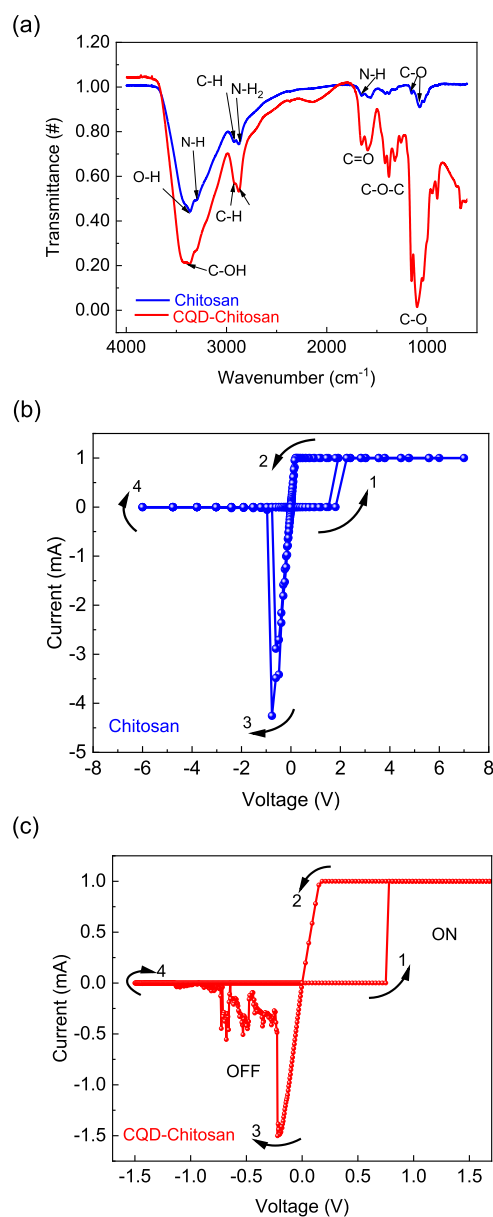 (a)
1.20
1.00
0.80
0.60
0.40
0.20
0.00
Transmittance (#)
C-H
N-H₂
N-H
C-O
N-H
O-H
C=O
C-H
C-O-C
C-OH
C-O
Chitosan
CQD-Chitosan
4000
3000
2000
1000
Wavenumber (cm⁻¹)
(b)
1
0
-1
-2
-3
-4
-5
Current (mA)
2
4
1
3
Chitosan
-8
-6
-4
-2
0
2
4
6
8
Voltage (V)
(c)
1.0
0.5
0.0
-0.5
-1.0
-1.5
Current (mA)
2
ON
4
1
OFF
3
CQD-Chitosan
-1.5
-1.0
-0.5
0.0
0.5
1.0
1.5
Voltage (V)